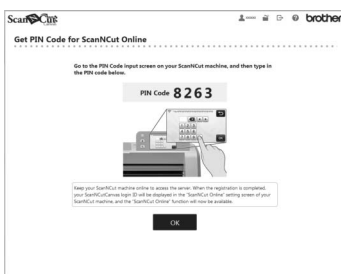 ScanNCut
CANVAS
brother
Get PIN Code for ScanNCut Online
Go to the PIN Code input screen on your ScanNCut machine, and then type in
the PIN code below.
PIN Code 8263
Keep your ScanNCut machine online to access the server. When the registration is completed,
your ScanNCutCanvas login ID will be displayed in the "ScanNCut Online" setting screen of your
ScanNCut machine, and the "ScanNCut Online" function will now be available.
OK